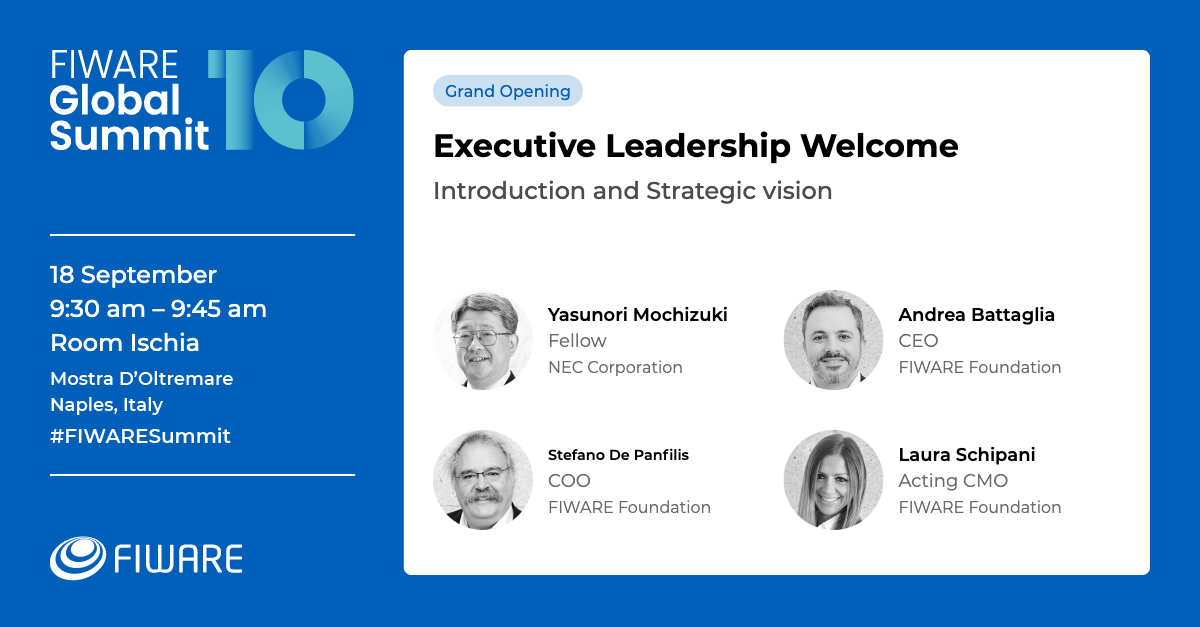 FIWARE
Global
Summit
10
18 September
9:30 am – 9:45 am
Room Ischia
Mostra D’Oltremare
Naples, Italy
#FIWARESummit
FIWARE
Grand Opening
Executive Leadership Welcome
Introduction and Strategic vision
Yasunori Mochizuki
Fellow
NEC Corporation
Andrea Battaglia
CEO
FIWARE Foundation
Stefano De Panfilis
COO
FIWARE Foundation
Laura Schipani
Acting CMO
FIWARE Foundation